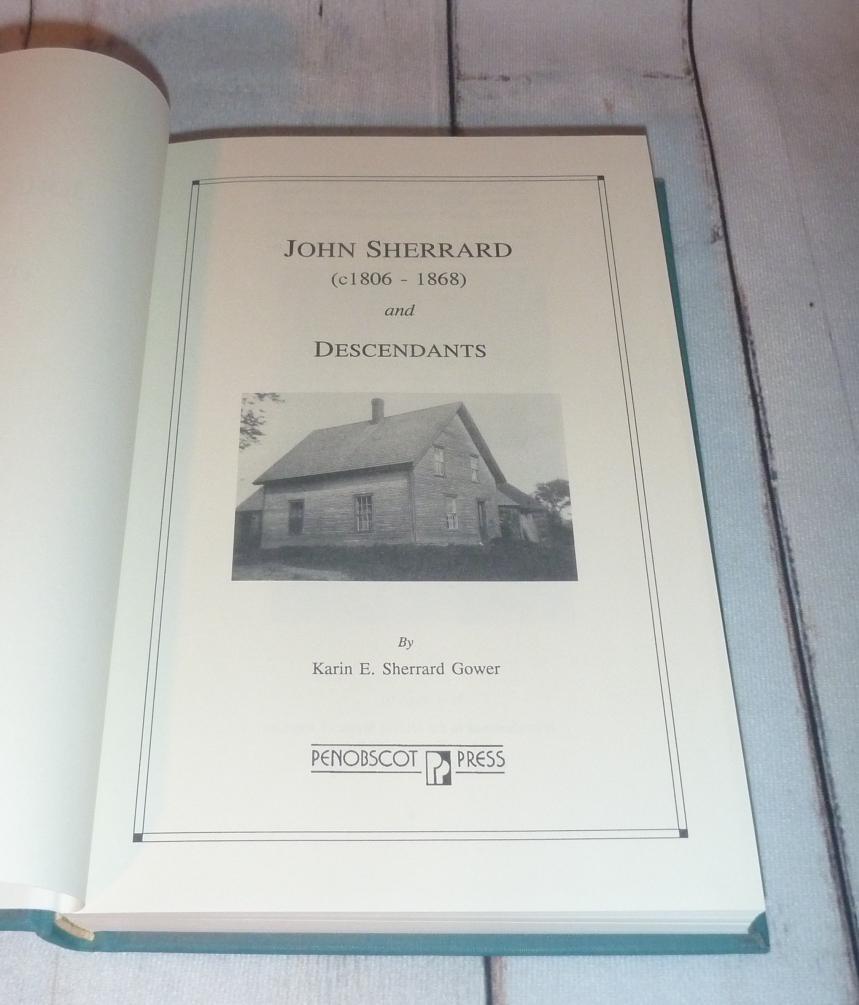 JOHN SHERRARD
(c1806 - 1868)
and
DESCENDANTS
By
Karin E. Sherrard Gower
PENOBSCOT PRESS